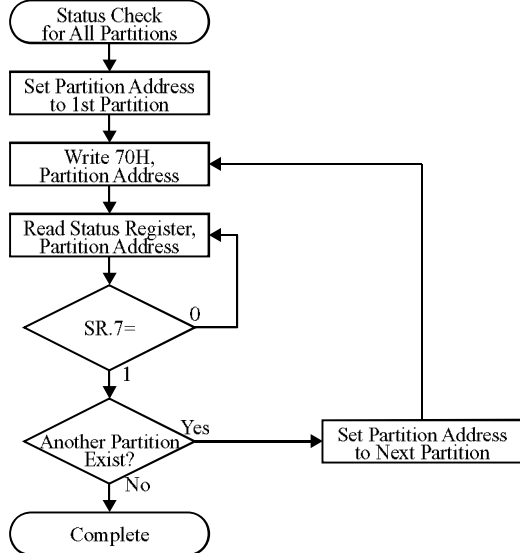 Status Check
for All Partitions
Set Partition Address
to 1st Partition
Write 70H,
Partition Address
Read Status Register,
Partition Address
SR.7=
0
1
Another Partition
Exist?
Yes
No
Set Partition Address
to Next Partition
Complete